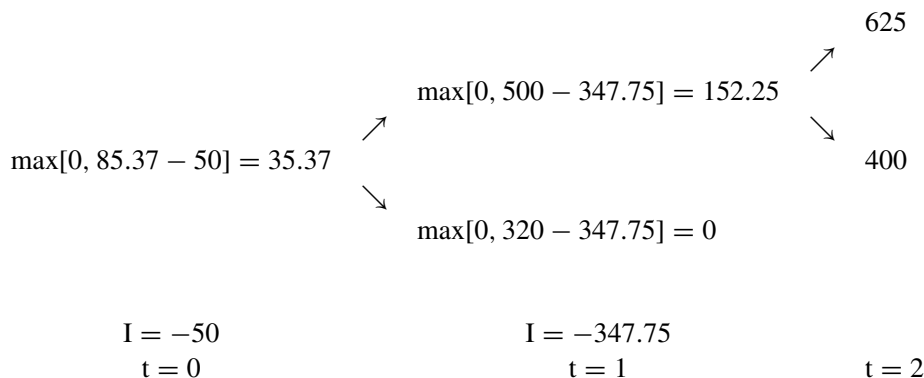 625
max[0, 500 − 347.75] = 152.25
max[0, 85.37 − 50] = 35.37
400
max[0, 320 − 347.75] = 0
I = −50
I = −347.75
t = 0
t = 1
t = 2